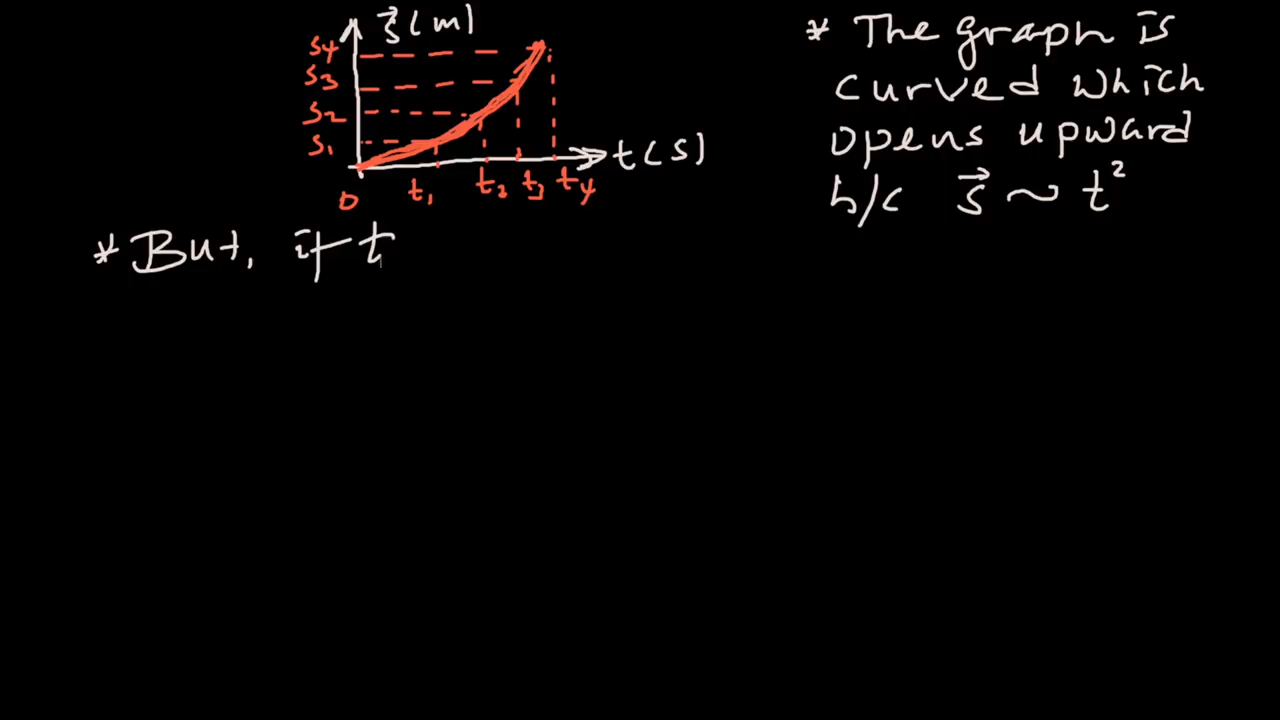 s⃗ (m)
s4
s3
s2
s1
t (s)
0 t1 t2 t3 t4
* The graph is
curved which
opens upward
b/c s⃗ ~ t²
* But, if t